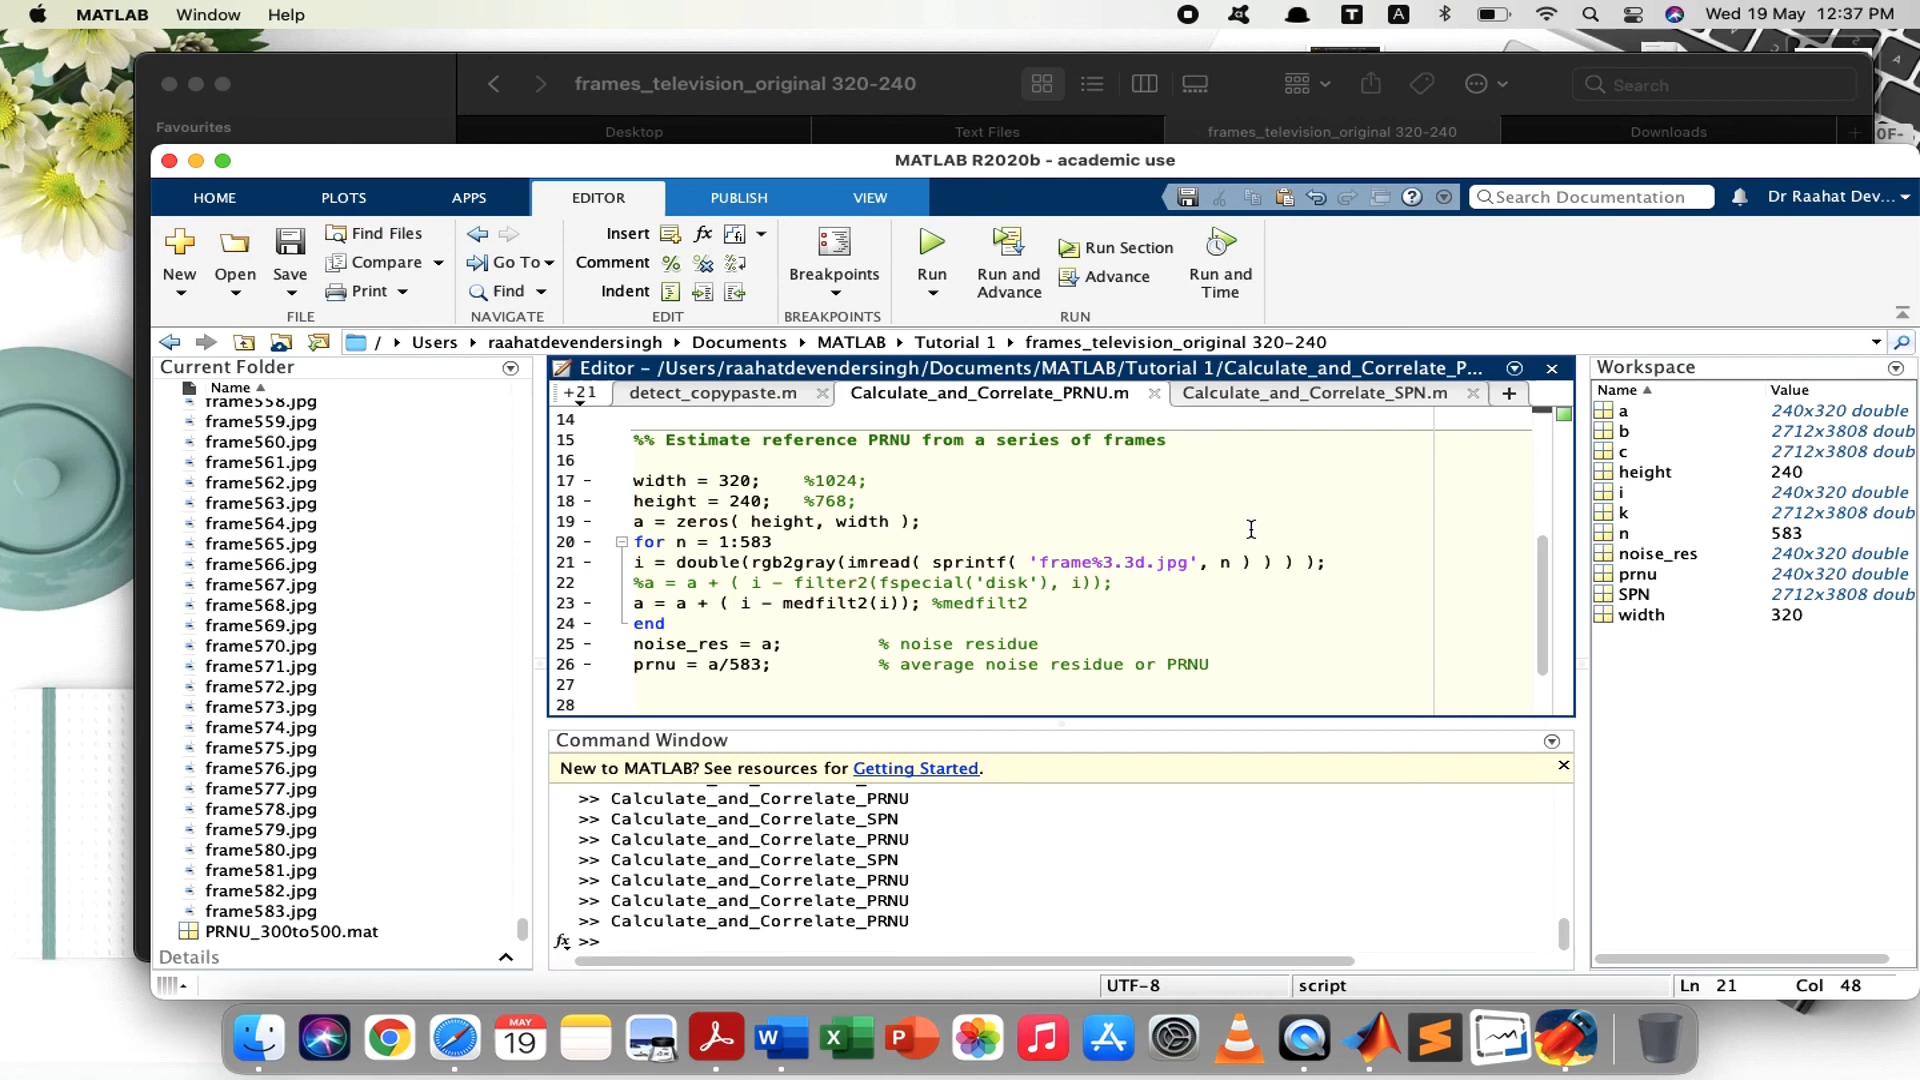 MATLAB Window Help
T A Wed 19 May 12:37 PM
frames_television_original 320-240
Search
Favourites
Desktop Text Files frames_television_original 320-240 Downloads +
MATLAB R2020b - academic use
HOME PLOTS APPS EDITOR PUBLISH VIEW
Search Documentation Dr Raahat Dev...
New Open Save
Find Files
Compare
Print
FILE
Go To
Find
NAVIGATE
Insert fx
Comment % %
Indent
EDIT
Breakpoints
BREAKPOINTS
Run
Run and Advance
Run Section
Advance
Run and Time
RUN
/ Users raahatdevendersingh Documents MATLAB Tutorial 1 frames_television_original 320-240
Current Folder
Name
frame558.jpg
frame559.jpg
frame560.jpg
frame561.jpg
frame562.jpg
frame563.jpg
frame564.jpg
frame565.jpg
frame566.jpg
frame567.jpg
frame568.jpg
frame569.jpg
frame570.jpg
frame571.jpg
frame572.jpg
frame573.jpg
frame574.jpg
frame575.jpg
frame576.jpg
frame577.jpg
frame578.jpg
frame579.jpg
frame580.jpg
frame581.jpg
frame582.jpg
frame583.jpg
PRNU_300to500.mat
Details
Editor - /Users/raahatdevendersingh/Documents/MATLAB/Tutorial 1/Calculate_and_Correlate_P...
+21 detect_copypaste.m Calculate_and_Correlate_PRNU.m Calculate_and_Correlate_SPN.m +
14
15 %% Estimate reference PRNU from a series of frames
16
17 - width = 320; %1024;
18 - height = 240; %768;
19 - a = zeros( height, width );
20 - for n = 1:583
21 - i = double(rgb2gray(imread( sprintf( 'frame%3.3d.jpg', n ) ) ) );
22 %a = a + ( i - filter2(fspecial('disk'), i));
23 - a = a + ( i - medfilt2(i)); %medfilt2
24 - end
25 - noise_res = a; % noise residue
26 - prnu = a/583; % average noise residue or PRNU
27
28
Command Window
New to MATLAB? See resources for Getting Started.
>> Calculate_and_Correlate_PRNU
>> Calculate_and_Correlate_SPN
>> Calculate_and_Correlate_PRNU
>> Calculate_and_Correlate_SPN
>> Calculate_and_Correlate_PRNU
>> Calculate_and_Correlate_PRNU
>> Calculate_and_Correlate_PRNU
fx >>
Workspace
Name Value
a 240x320 double
b 2712x3808 doub
c 2712x3808 doub
height 240
i 240x320 double
k 240x320 double
n 583
noise_res 240x320 double
prnu 240x320 double
SPN 2712x3808 doub
width 320
UTF-8 script Ln 21 Col 48
MAY
19
W X P